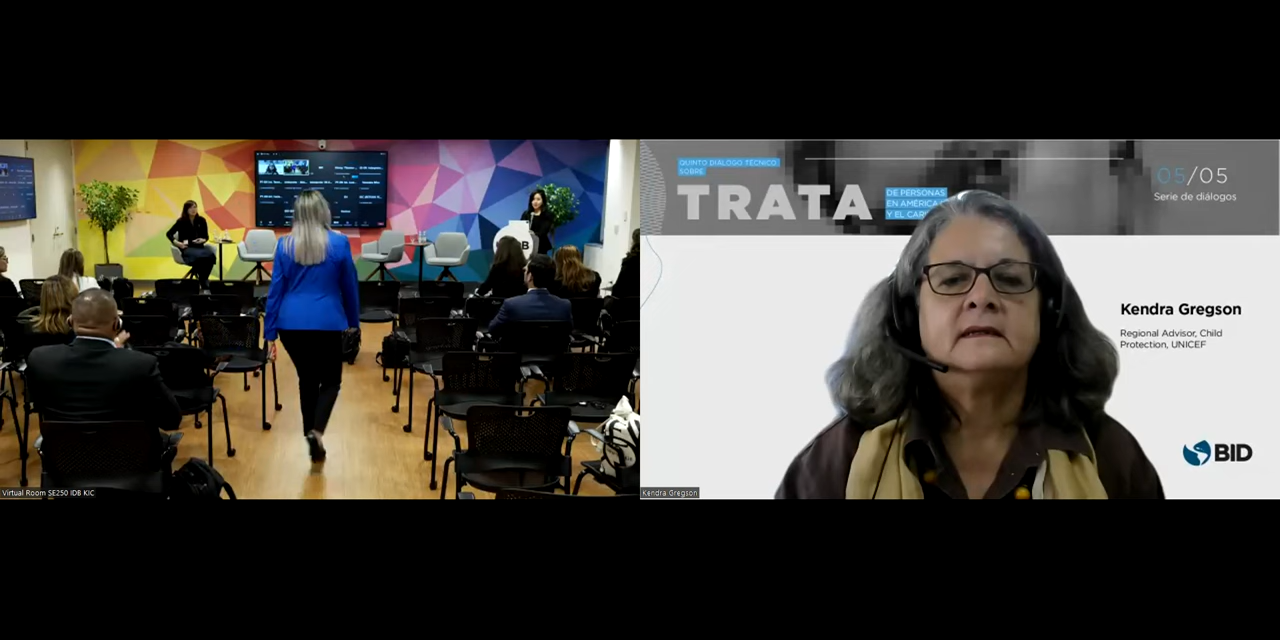 QUINTO DIÁLOGO TÉCNICO
SOBRE
TRATA
DE PERSONAS
EN AMÉRICA
Y EL CAR
05/05
Serie de diálogos
Kendra Gregson
Regional Advisor, Child
Protection, UNICEF
BID
Virtual Room SE250 IDB KIC
Kendra Gregson